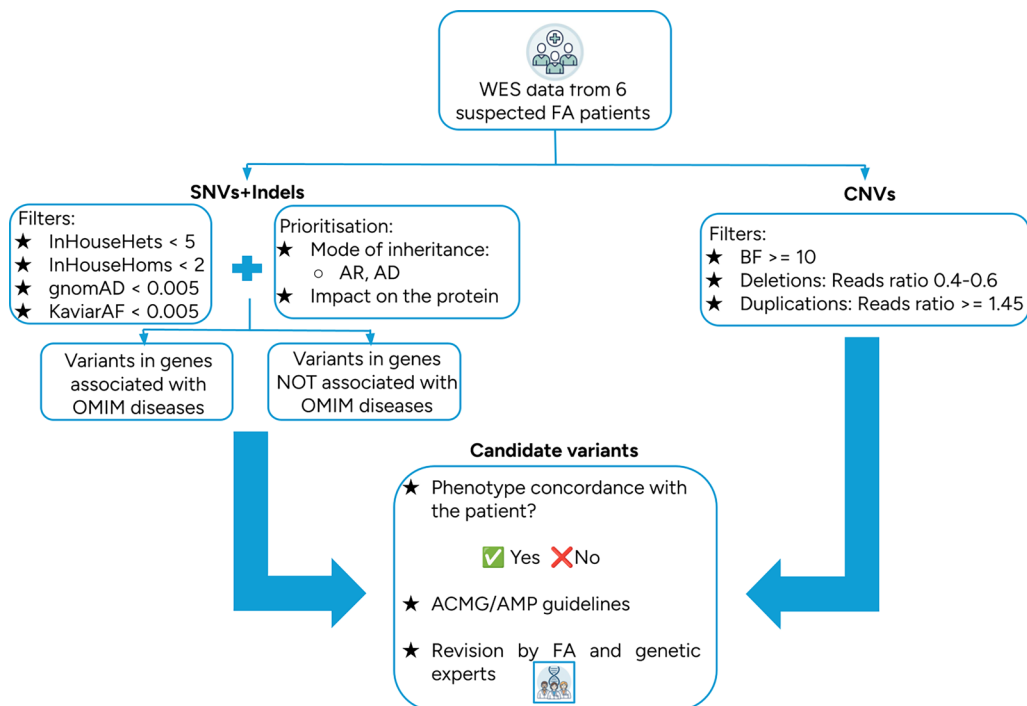 WES data from 6
suspected FA patients
SNVs+Indels
Filters:
★ InHouseHets < 5
★ InHouseHoms < 2
★ gnomAD < 0.005
★ KaviarAF < 0.005
Prioritisation:
★ Mode of inheritance:
○ AR, AD
★ Impact on the protein
Variants in genes
associated with
OMIM diseases
Variants in genes
NOT associated with
OMIM diseases
CNVs
Filters:
★ BF >= 10
★ Deletions: Reads ratio 0.4-0.6
★ Duplications: Reads ratio >= 1.45
Candidate variants
★ Phenotype concordance with
the patient?
✅ Yes ❌No
★ ACMG/AMP guidelines
★ Revision by FA and genetic
experts